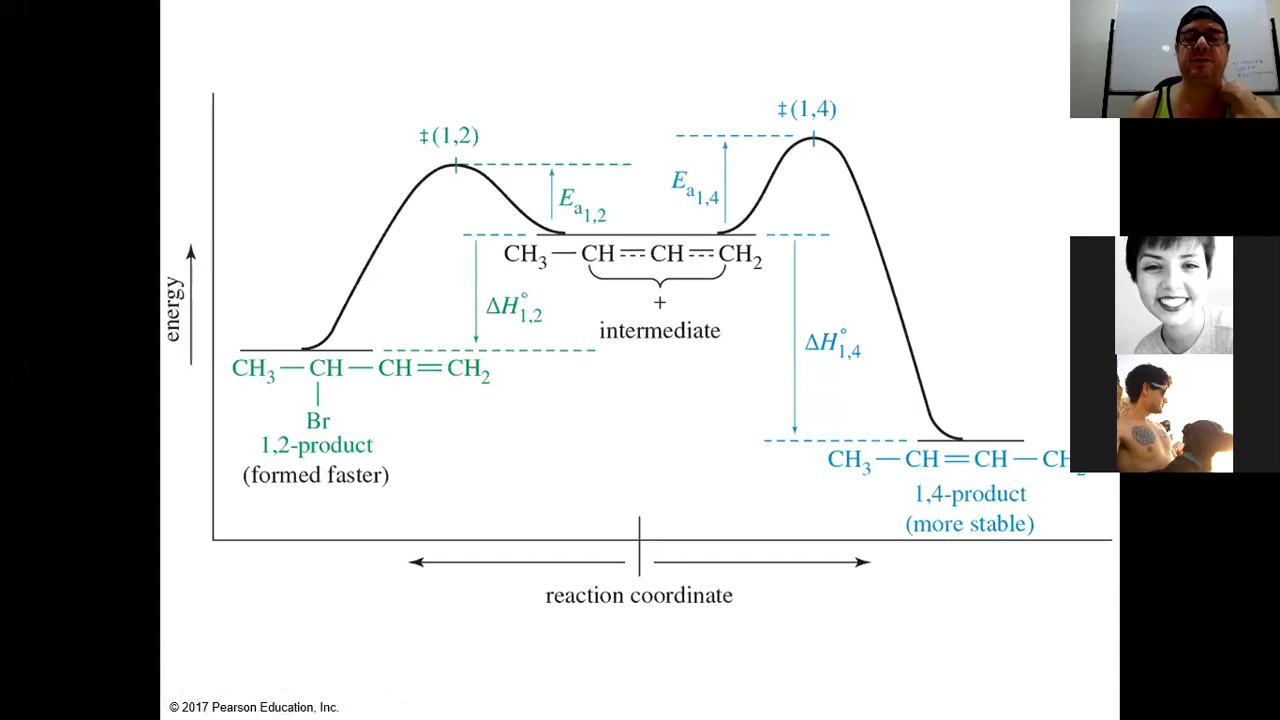 ‡(1,4)
‡(1,2)
Ea1,4
Ea1,2
CH3—CH=CH=CH2
+
intermediate
energy
ΔH°1,2
ΔH°1,4
CH3—CH—CH=CH2
Br
1,2-product
(formed faster)
CH3—CH=CH—CH
1,4-product
(more stable)
reaction coordinate
© 2017 Pearson Education, Inc.